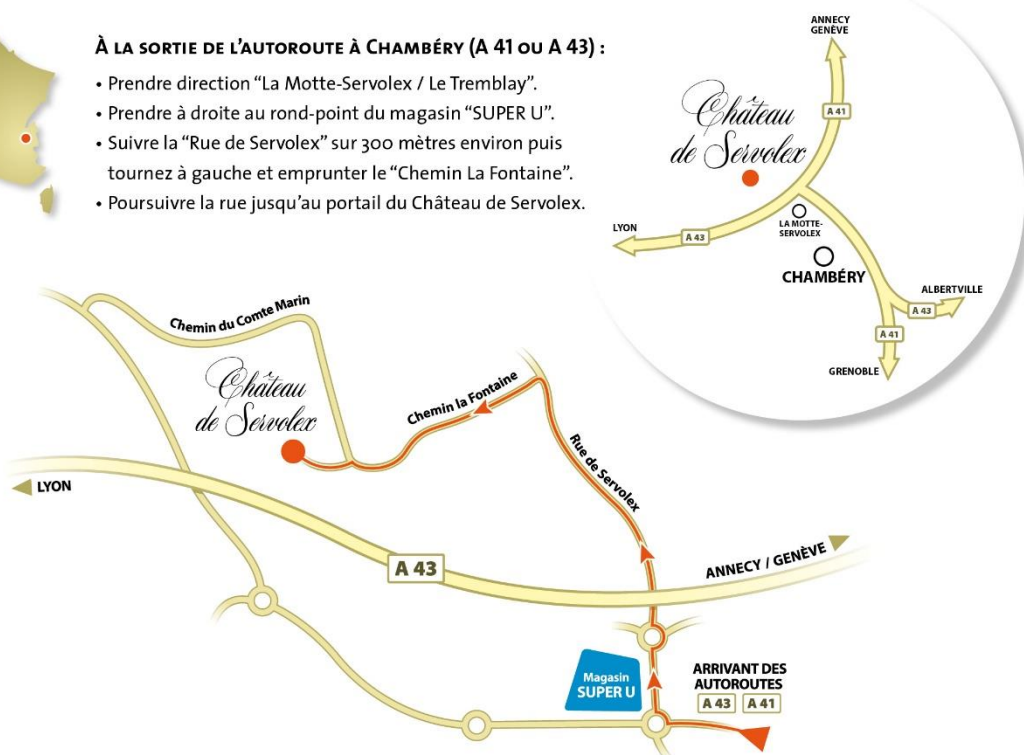 À LA SORTIE DE L'AUTOROUTE À CHAMBÉRY (A 41 OU A 43) :
• Prendre direction “La Motte-Servolex / Le Tremblay”.
• Prendre à droite au rond-point du magasin “SUPER U”.
• Suivre la “Rue de Servolex” sur 300 mètres environ puis
tournez à gauche et emprunter le “Chemin La Fontaine”.
• Poursuivre la rue jusqu'au portail du Château de Servolex.
ANNECY
GENÈVE
A 41
Château
de Servolex
LYON
A 43
LA MOTTE-
SERVOLEX
CHAMBÉRY
ALBERTVILLE
A 43
A 41
GRENOBLE
Chemin du Comte Marin
Château
de Servolex
Chemin la Fontaine
Rue de Servolex
LYON
A 43
ANNECY / GENÈVE
Magasin
SUPER U
ARRIVANT DES
AUTOROUTES
A 43 A 41